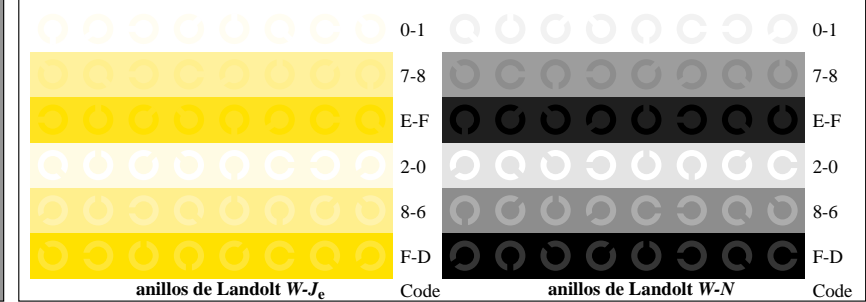 0-1 0-1
7-8 7-8
E-F E-F
2-0 2-0
8-6 8-6
F-D F-D
anillos de Landolt W-Je Code anillos de Landolt W-N Code